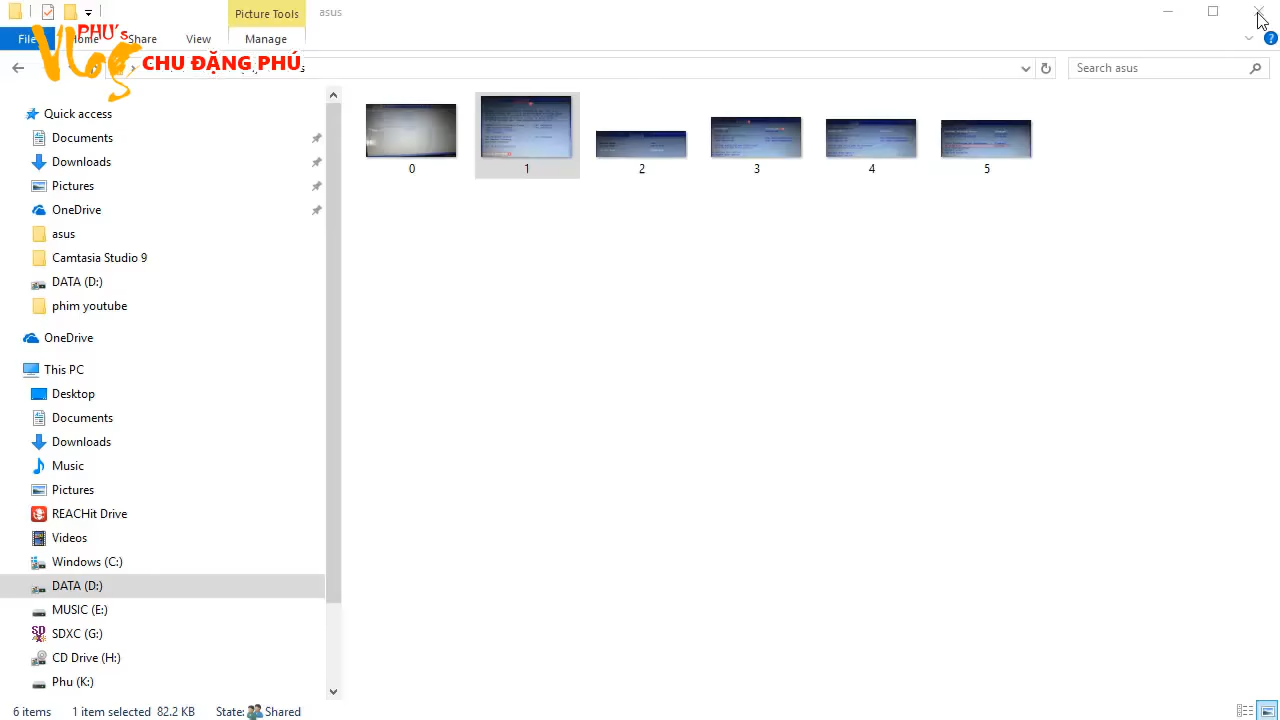 Picture Tools
asus
File
Home
Share
View
Manage
PHU's
Vlog
CHU ĐẶNG PHÚ
Search asus
Quick access
Documents
Downloads
Pictures
OneDrive
asus
Camtasia Studio 9
DATA (D:)
phim youtube
OneDrive
This PC
Desktop
Documents
Downloads
Music
Pictures
REACHit Drive
Videos
Windows (C:)
DATA (D:)
MUSIC (E:)
SDXC (G:)
CD Drive (H:)
Phu (K:)
0
1
2
3
4
5
6 items
1 item selected 82.2 KB
State: Shared